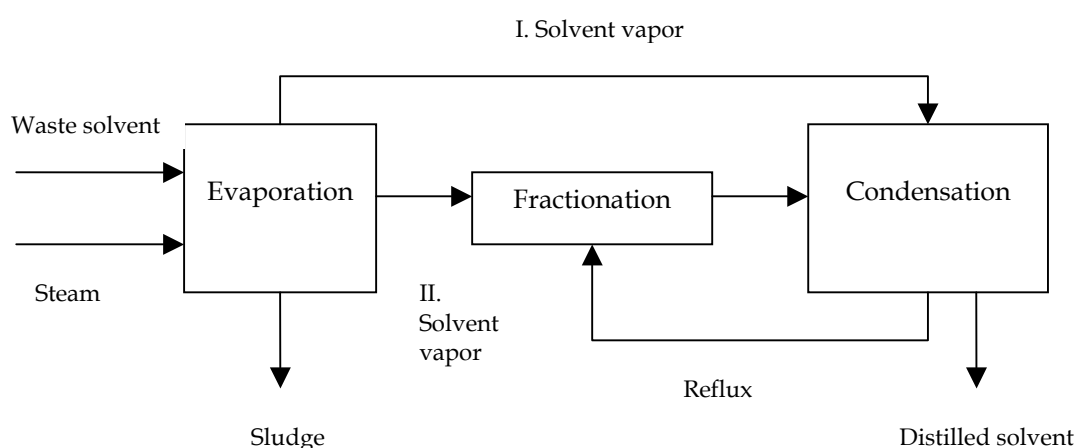 I. Solvent vapor
Waste solvent
Evaporation
Fractionation
Condensation
Steam
II.
Solvent
vapor
Reflux
Sludge
Distilled solvent